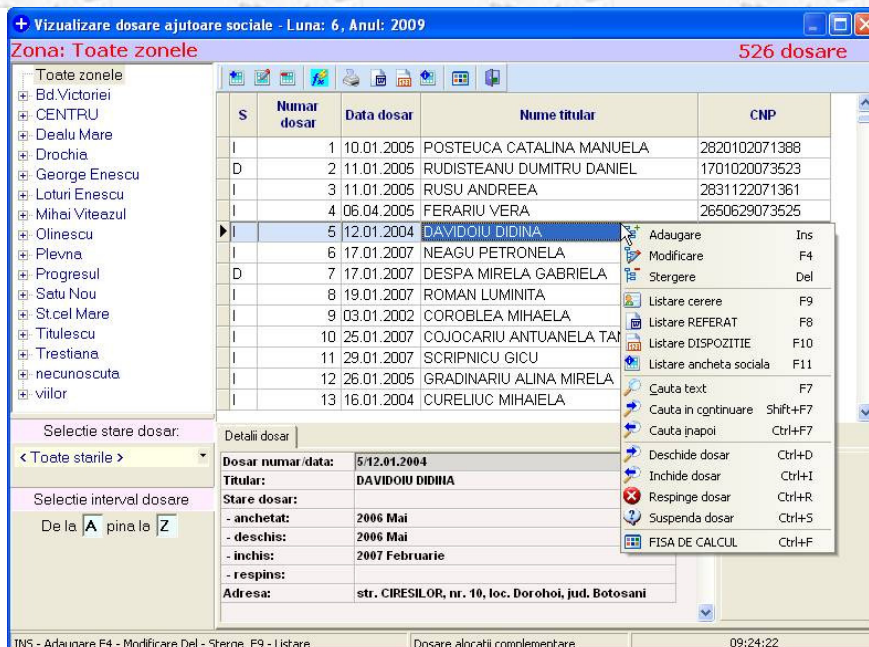 Vizualizare dosare ajutoare sociale - Luna: 6, Anul: 2009
Zona: Toate zonele
526 dosare
Toate zonele
Bd.Victoriei
CENTRU
Dealu Mare
Drochia
George Enescu
Loturi Enescu
Mihai Viteazul
Olinescu
Plevna
Progresul
Satu Nou
St.cel Mare
Titulescu
Trestiana
necunoscuta
viilor
S Numar dosar Data dosar Nume titular CNP
I 1 10.01.2005 POSTEUCA CATALINA MANUELA 2820102071388
D 2 11.01.2005 RUDISTEANU DUMITRU DANIEL 1701020073523
I 3 11.01.2005 RUSU ANDREEA 2831122071361
I 4 06.04.2005 FERARIU VERA 2650629073525
I 5 12.01.2004 DAVIDOIU DIDINA
I 6 17.01.2007 NEAGU PETRONELA
D 7 17.01.2007 DESPA MIRELA GABRIELA
I 8 19.01.2007 ROMAN LUMINITA
I 9 03.01.2002 COROBLEA MIHAELA
I 10 25.01.2007 COJOCARIU ANTUANELA
I 11 29.01.2007 SCRIPNICU GICU
I 12 26.01.2005 GRADINARIU ALINA MIRELA
I 13 16.01.2004 CURELIUC MIHAIELA
Adaugare Ins
Modificare F4
Stergere Del
Listare cerere F9
Listare REFERAT F8
Listare DISPOZITIE F10
Listare ancheta sociala F11
Cauta text F7
Cauta in continuare Shift+F7
Cauta inapoi Ctrl+F7
Deschide dosar Ctrl+D
Inchide dosar Ctrl+I
Respinge dosar Ctrl+R
Suspenda dosar Ctrl+S
FISA DE CALCUL Ctrl+F
Selectie stare dosar:
< Toate starile >
Selectie interval dosare
De la A pina la Z
Detalii dosar
Dosar numar/data: 5/12.01.2004
Titular: DAVIDOIU DIDINA
Stare dosar:
- anchetat: 2006 Mai
- deschis: 2006 Mai
- inchis: 2007 Februarie
- respins:
Adresa: str. CIRESILOR, nr. 10, loc. Dorohoi, jud. Botosani
INS - Adaugare F4 - Modificare Del - Sterge F9 - Listare
Dosare alocatii complementare
09:24:22